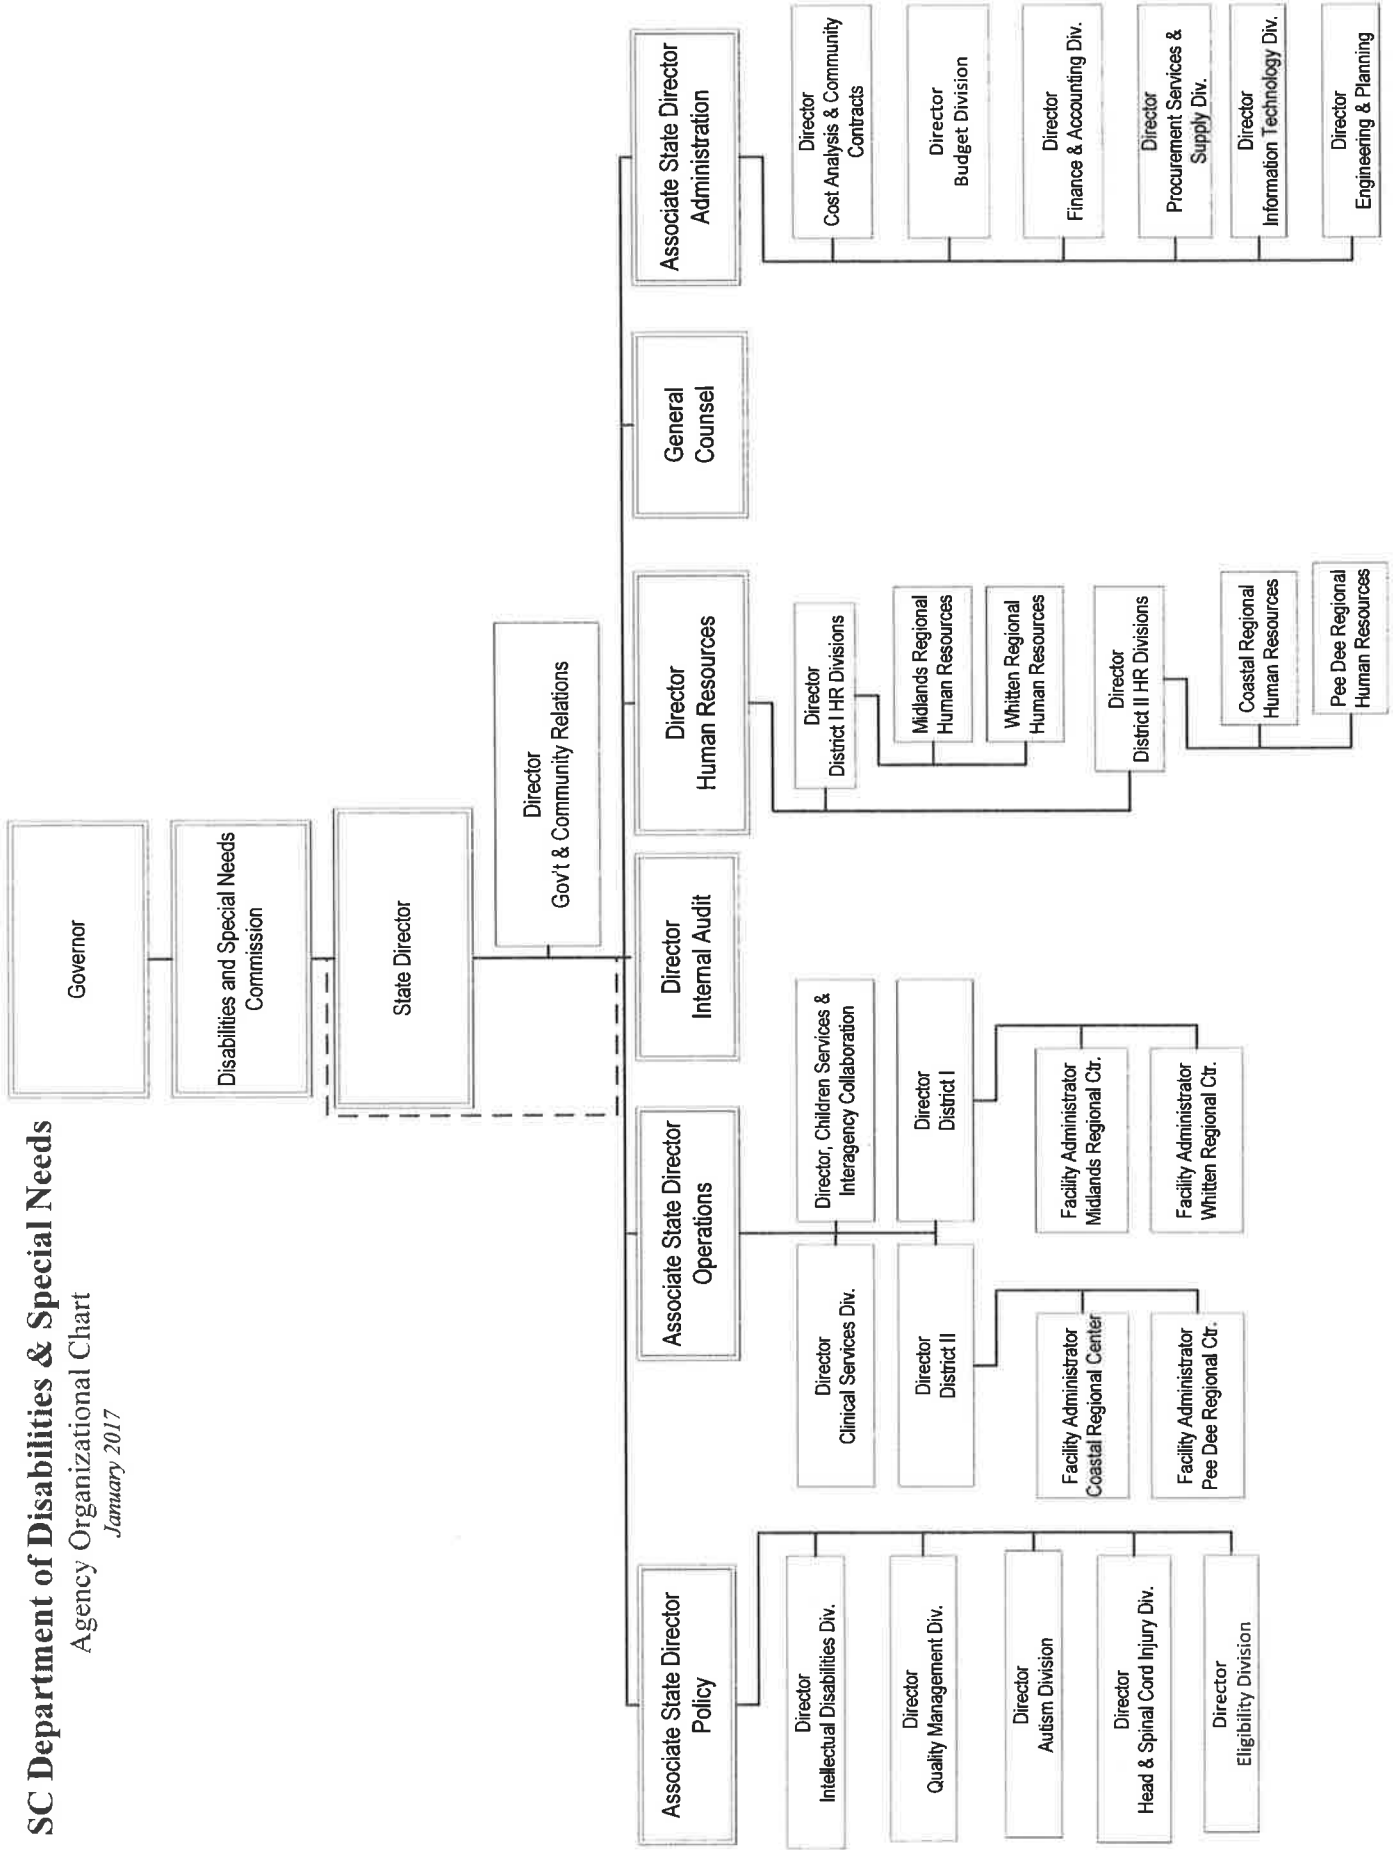 SC Department of Disabilities & Special Needs
Agency Organizational Chart
January 2017
Governor
Disabilities and Special Needs
Commission
State Director
Director
Gov't & Community Relations
Associate State Director
Policy
Associate State Director
Operations
Director
Internal Audit
Director
Human Resources
General
Counsel
Associate State Director
Administration
Director
Intellectual Disabilities Div.
Director
Quality Management Div.
Director
Autism Division
Director
Head & Spinal Cord Injury Div.
Director
Eligibility Division
Director
Clinical Services Div.
Director, Children Services &
Interagency Collaboration
Director
District II
Director
District I
Facility Administrator
Coastal Regional Center
Facility Administrator
Pee Dee Regional Ctr.
Facility Administrator
Midlands Regional Ctr.
Facility Administrator
Whitten Regional Ctr.
Director
District I HR Divisions
Midlands Regional
Human Resources
Whitten Regional
Human Resources
Director
District II HR Divisions
Coastal Regional
Human Resources
Pee Dee Regional
Human Resources
Director
Cost Analysis & Community
Contracts
Director
Budget Division
Director
Finance & Accounting Div.
Director
Procurement Services &
Supply Div.
Director
Information Technology Div.
Director
Engineering & Planning